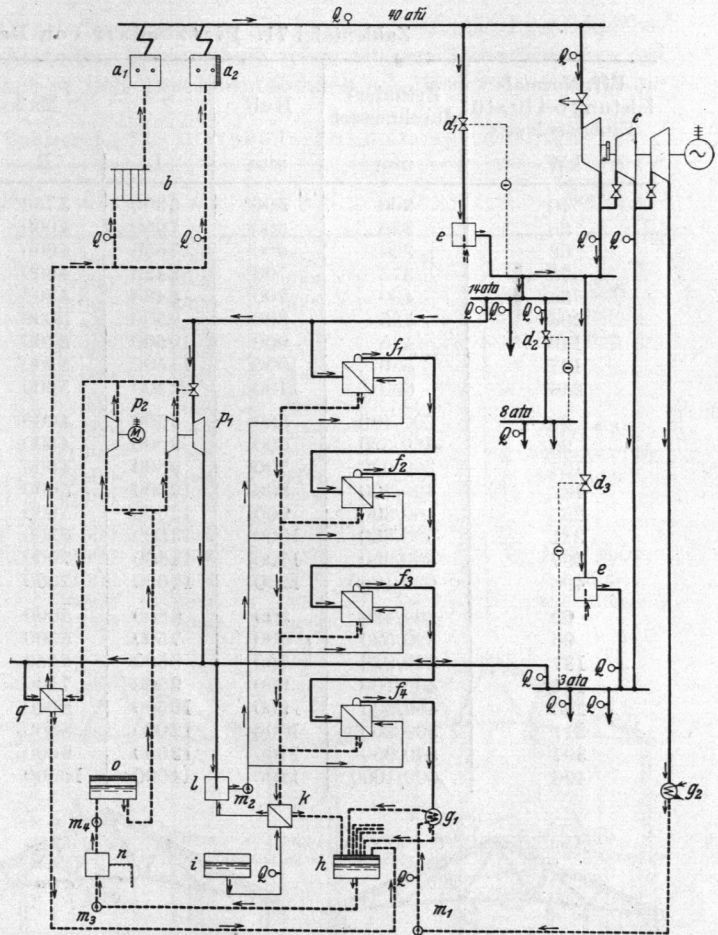 Q 40 atü
a₁ a₂ Q
d₁ c
b
Q Q e Q Q
14 ata
Q Q Q
f₁ d₂
p₂ p₁
M
8 ata
Q
f₂
d₃
f₃ e
Q
3 ata
q f₄ Q Q
o
l m₂ k g₁ g₂
m₄
n i Q h Q
m₃ m₁